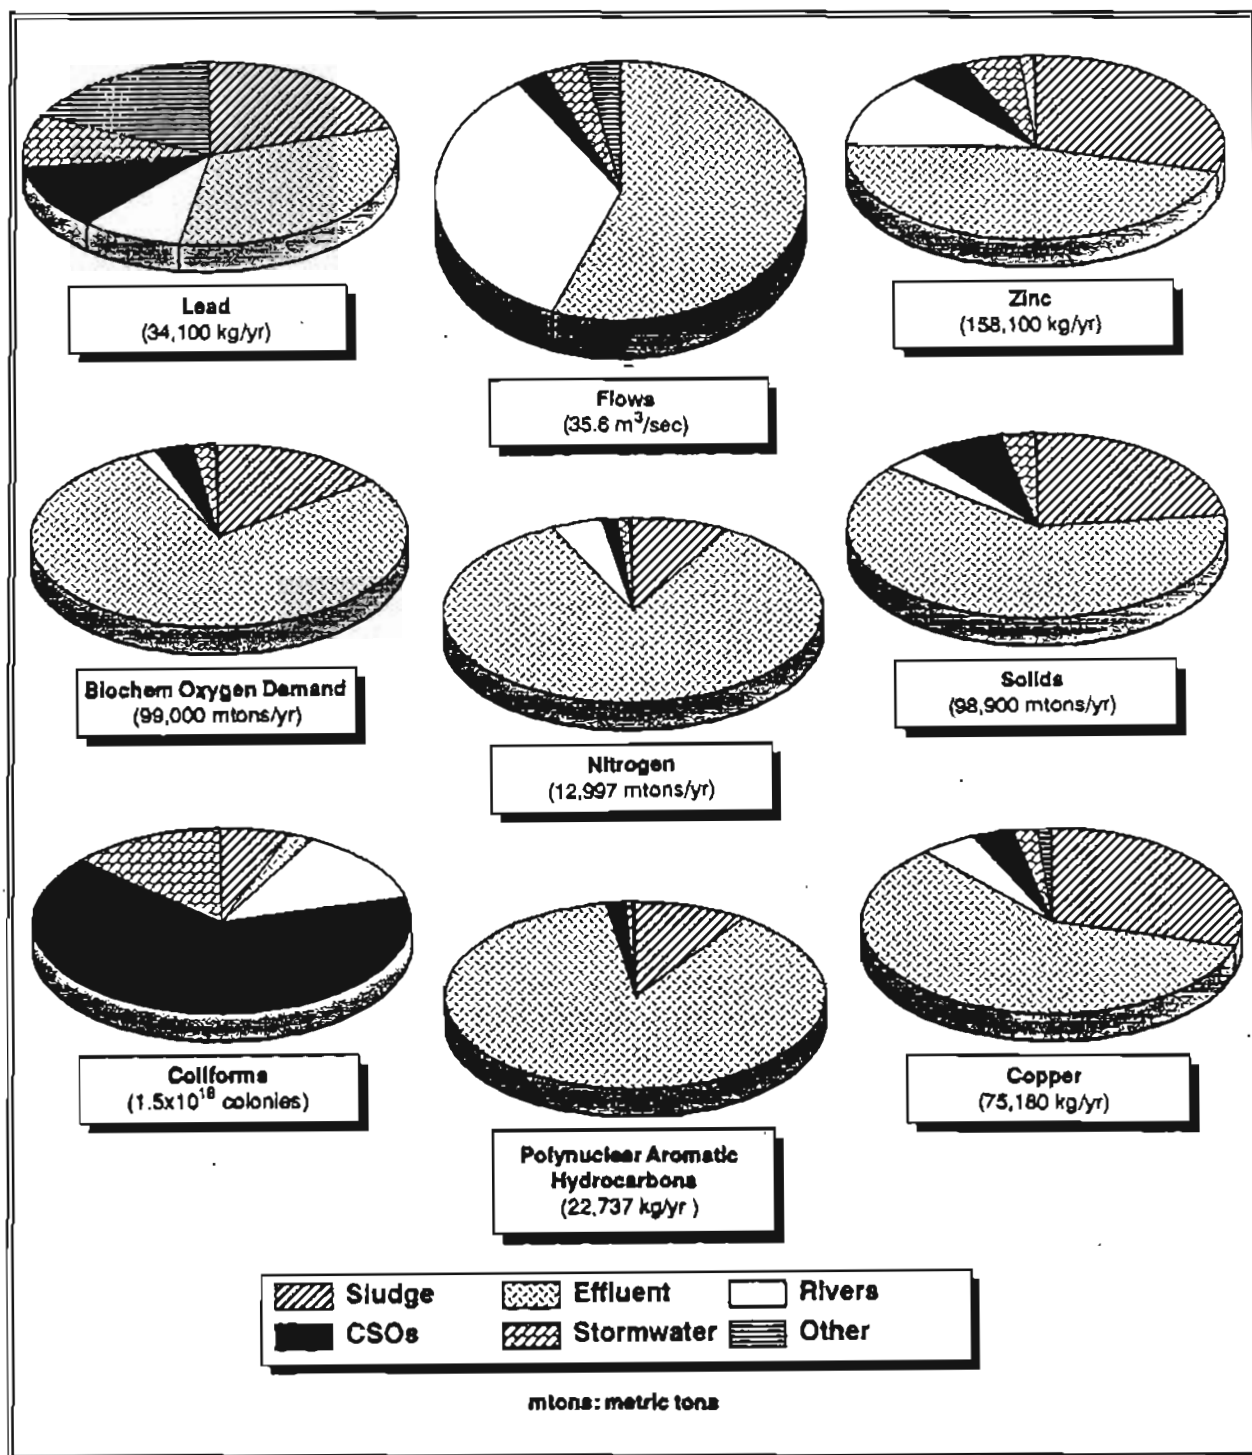 Lead
(34,100 kg/yr)
Flows
(35.6 m³/sec)
Zinc
(158,100 kg/yr)
Biochem Oxygen Demand
(99,000 mtons/yr)
Nitrogen
(12,997 mtons/yr)
Solids
(98,900 mtons/yr)
Coliforms
(1.5x10¹⁸ colonies)
Polynuclear Aromatic
Hydrocarbons
(22,737 kg/yr )
Copper
(75,180 kg/yr)
Sludge Effluent Rivers
CSOs Stormwater Other
mtons: metric tons